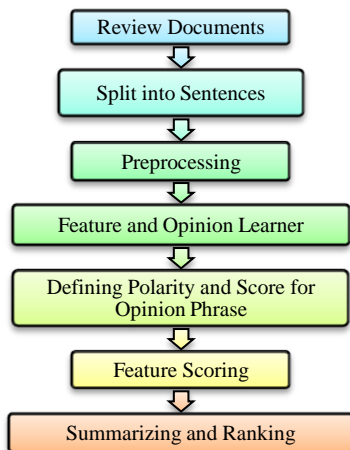 Review Documents
Split into Sentences
Preprocessing
Feature and Opinion Learner
Defining Polarity and Score for
Opinion Phrase
Feature Scoring
Summarizing and Ranking